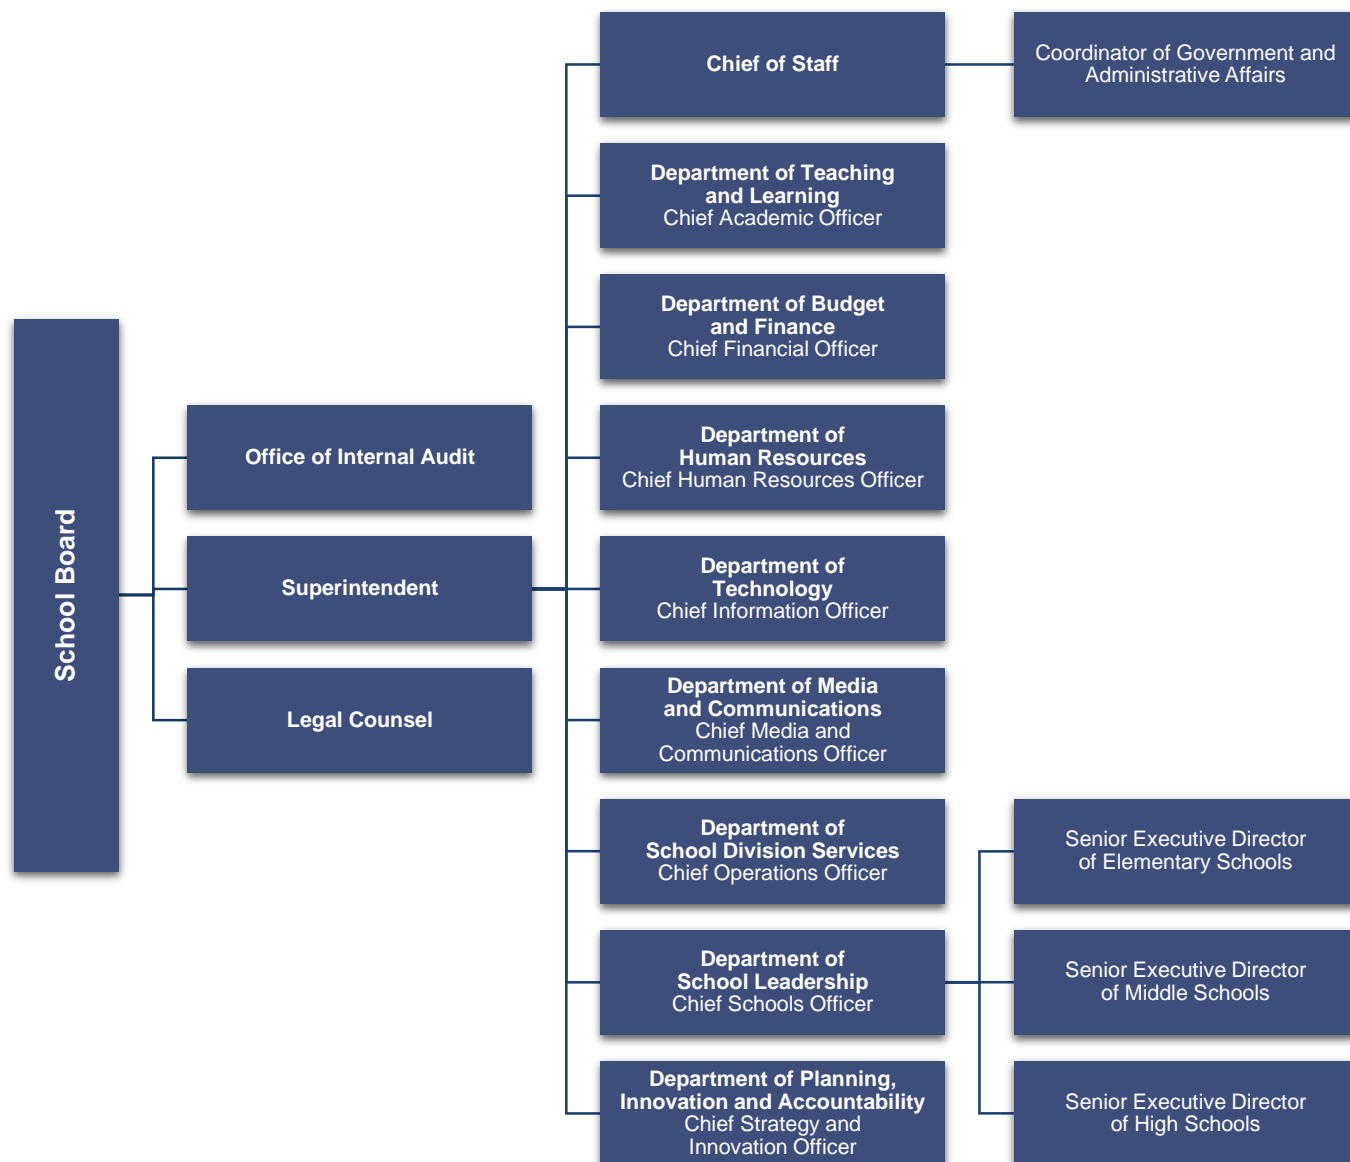 School Board
Office of Internal Audit
Superintendent
Legal Counsel
Chief of Staff
Department of Teaching
and Learning
Chief Academic Officer
Department of Budget
and Finance
Chief Financial Officer
Department of
Human Resources
Chief Human Resources Officer
Department of
Technology
Chief Information Officer
Department of Media
and Communications
Chief Media and
Communications Officer
Department of
School Division Services
Chief Operations Officer
Department of
School Leadership
Chief Schools Officer
Department of Planning,
Innovation and Accountability
Chief Strategy and
Innovation Officer
Coordinator of Government and
Administrative Affairs
Senior Executive Director
of Elementary Schools
Senior Executive Director
of Middle Schools
Senior Executive Director
of High Schools